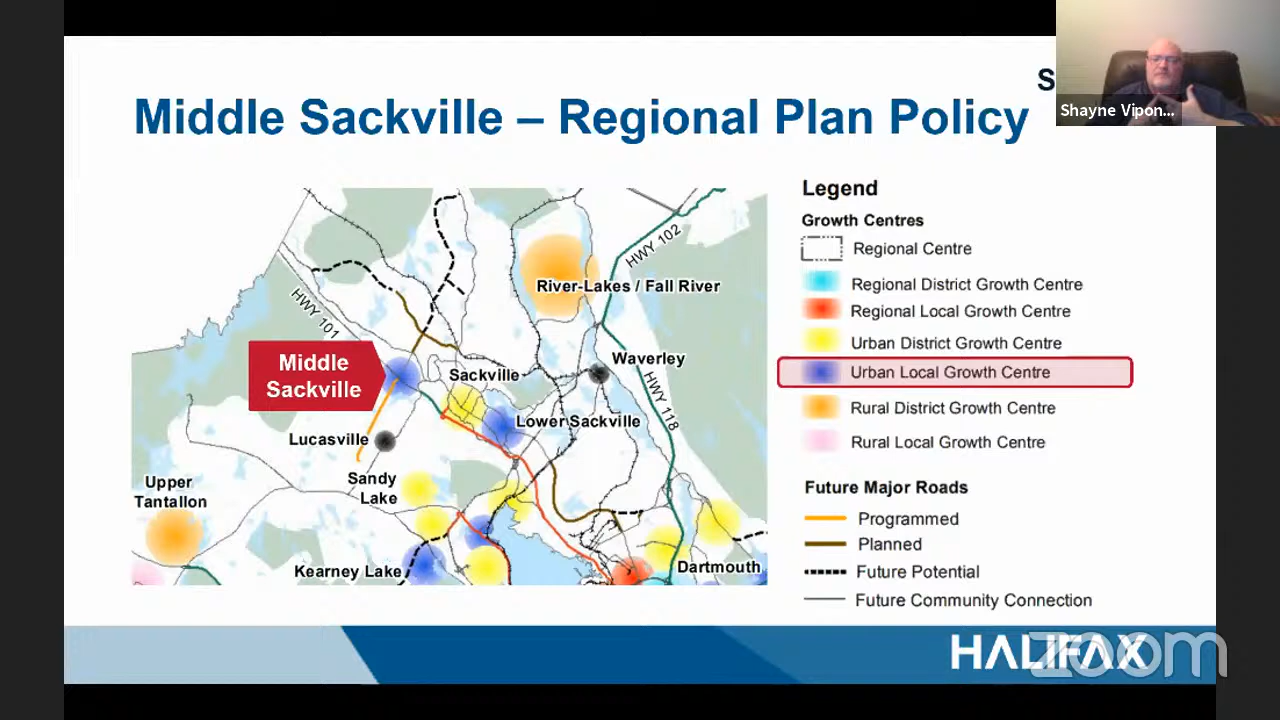 S
Shayne Vipon...
Middle Sackville – Regional Plan Policy
HWY 102
River-Lakes / Fall River
HWY 101
Middle
Sackville
Sackville
Waverley
HWY 118
Lower Sackville
Lucasville
Sandy
Lake
Upper
Tantallon
Kearney Lake
Dartmouth
Legend
Growth Centres
Regional Centre
Regional District Growth Centre
Regional Local Growth Centre
Urban District Growth Centre
Urban Local Growth Centre
Rural District Growth Centre
Rural Local Growth Centre
Future Major Roads
Programmed
Planned
Future Potential
Future Community Connection
HALIFAX
zoom